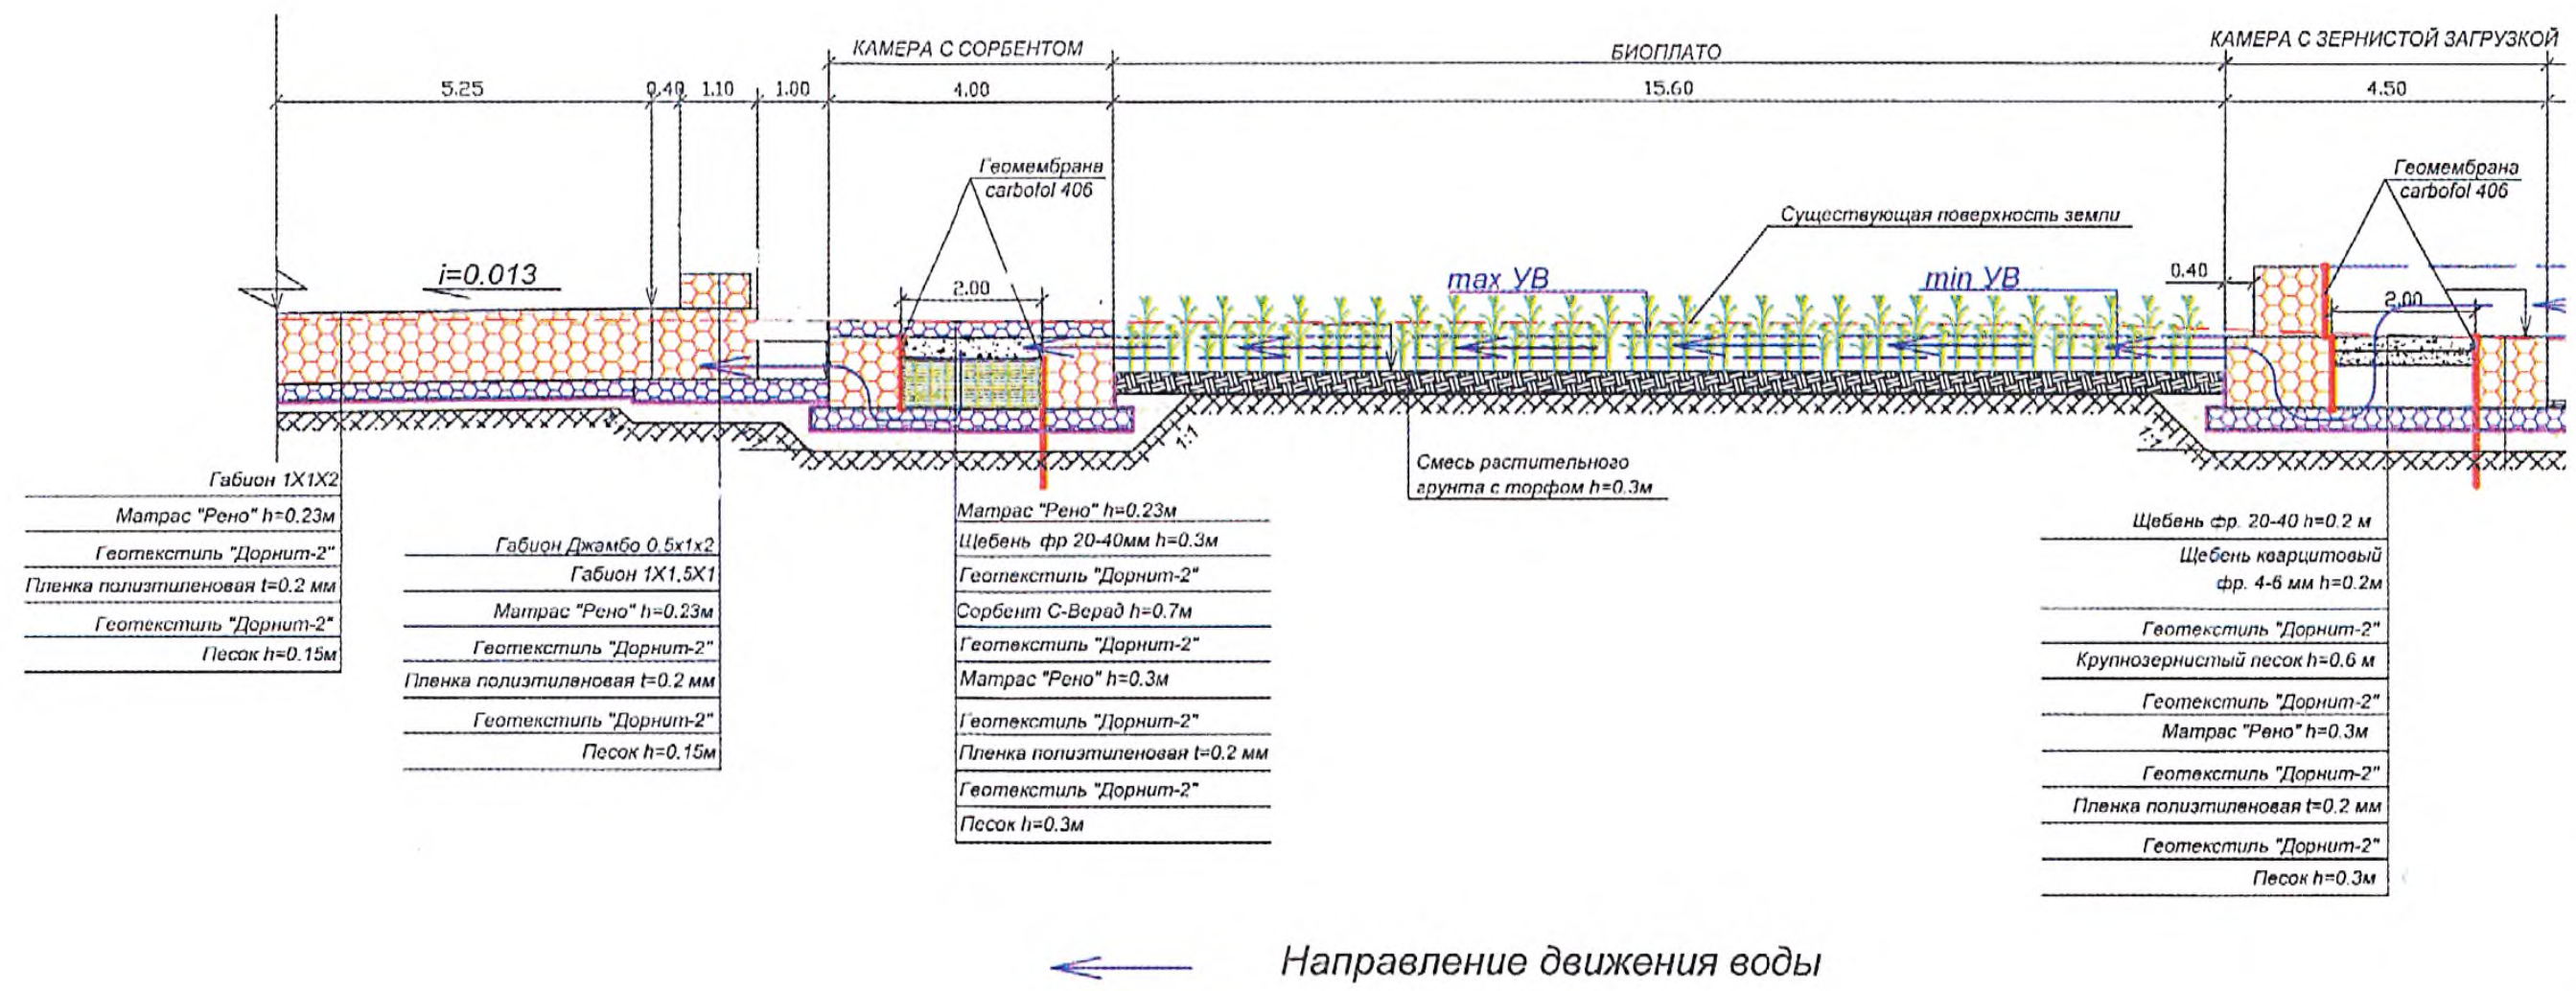 КАМЕРА С СОРБЕНТОМ
БИОПЛАТО
КАМЕРА С ЗЕРНИСТОЙ ЗАГРУЗКОЙ
5.25
0.40
1.10
1.00
4.00
15.60
4.50
Геомембрана
carbofol 406
Геомембрана
carbofol 406
Существующая поверхность земли
i=0.013
2.00
max УВ
min УВ
0.40
2.00
1:1
Смесь растительного
грунта с торфом h=0.3м
Габион 1X1X2
Матрас "Рено" h=0.23м
Геотекстиль "Дорнит-2"
Пленка полиэтиленовая t=0.2 мм
Геотекстиль "Дорнит-2"
Песок h=0.15м
Габион Джамбо 0.5x1x2
Габион 1X1.5X1
Матрас "Рено" h=0.23м
Геотекстиль "Дорнит-2"
Пленка полиэтиленовая t=0.2 мм
Геотекстиль "Дорнит-2"
Песок h=0.15м
Матрас "Рено" h=0.23м
Щебень фр 20-40мм h=0.3м
Геотекстиль "Дорнит-2"
Сорбент С-Верад h=0.7м
Геотекстиль "Дорнит-2"
Матрас "Рено" h=0.3м
Геотекстиль "Дорнит-2"
Пленка полиэтиленовая t=0.2 мм
Геотекстиль "Дорнит-2"
Песок h=0.3м
Щебень фр. 20-40 h=0.2 м
Щебень кварцитовый
фр. 4-6 мм h=0.2м
Геотекстиль "Дорнит-2"
Крупнозернистый песок h=0.6 м
Геотекстиль "Дорнит-2"
Матрас "Рено" h=0.3м
Геотекстиль "Дорнит-2"
Пленка полиэтиленовая t=0.2 мм
Геотекстиль "Дорнит-2"
Песок h=0.3м
Направление движения воды